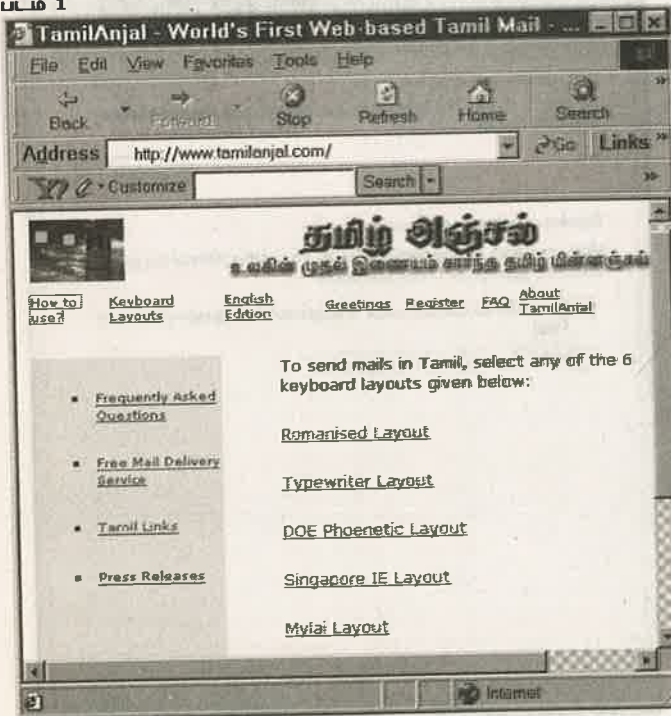 படம் 1
TamilAnjal - World's First Web-based Tamil Mail - ...
File Edit View Favorites Tools Help
Back Forward Stop Refresh Home Search
Address http://www.tamilanjal.com/ Go Links
Customize Search
தமிழ் அஞ்சல்
உலகின் முதல் இணையம் சார்ந்த தமிழ் மின்னஞ்சல்
How to use? Keyboard Layouts English Edition Greetings Register FAQ About TamilAnjal
To send mails in Tamil, select any of the 6
keyboard layouts given below:
Frequently Asked
Questions
Free Mail Delivery
Service
Tamil Links
Press Releases
Romanised Layout
Typewriter Layout
DOE Phoenetic Layout
Singapore IE Layout
Mylai Layout
Internet